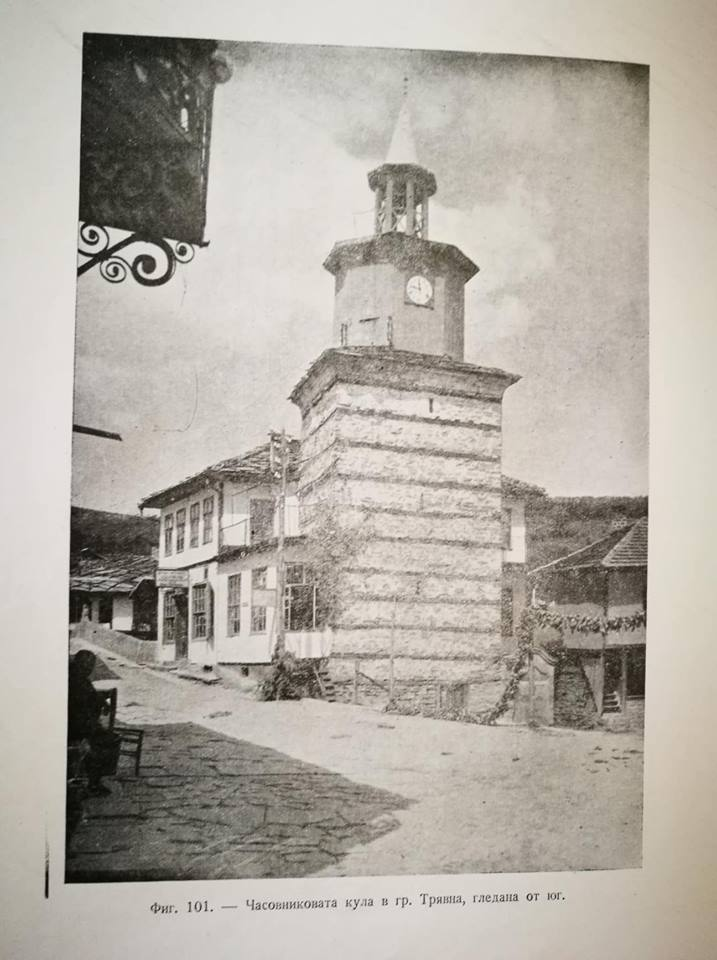 Фиг. 101. — Часовниковата кула в гр. Трявна, гледана от юг.